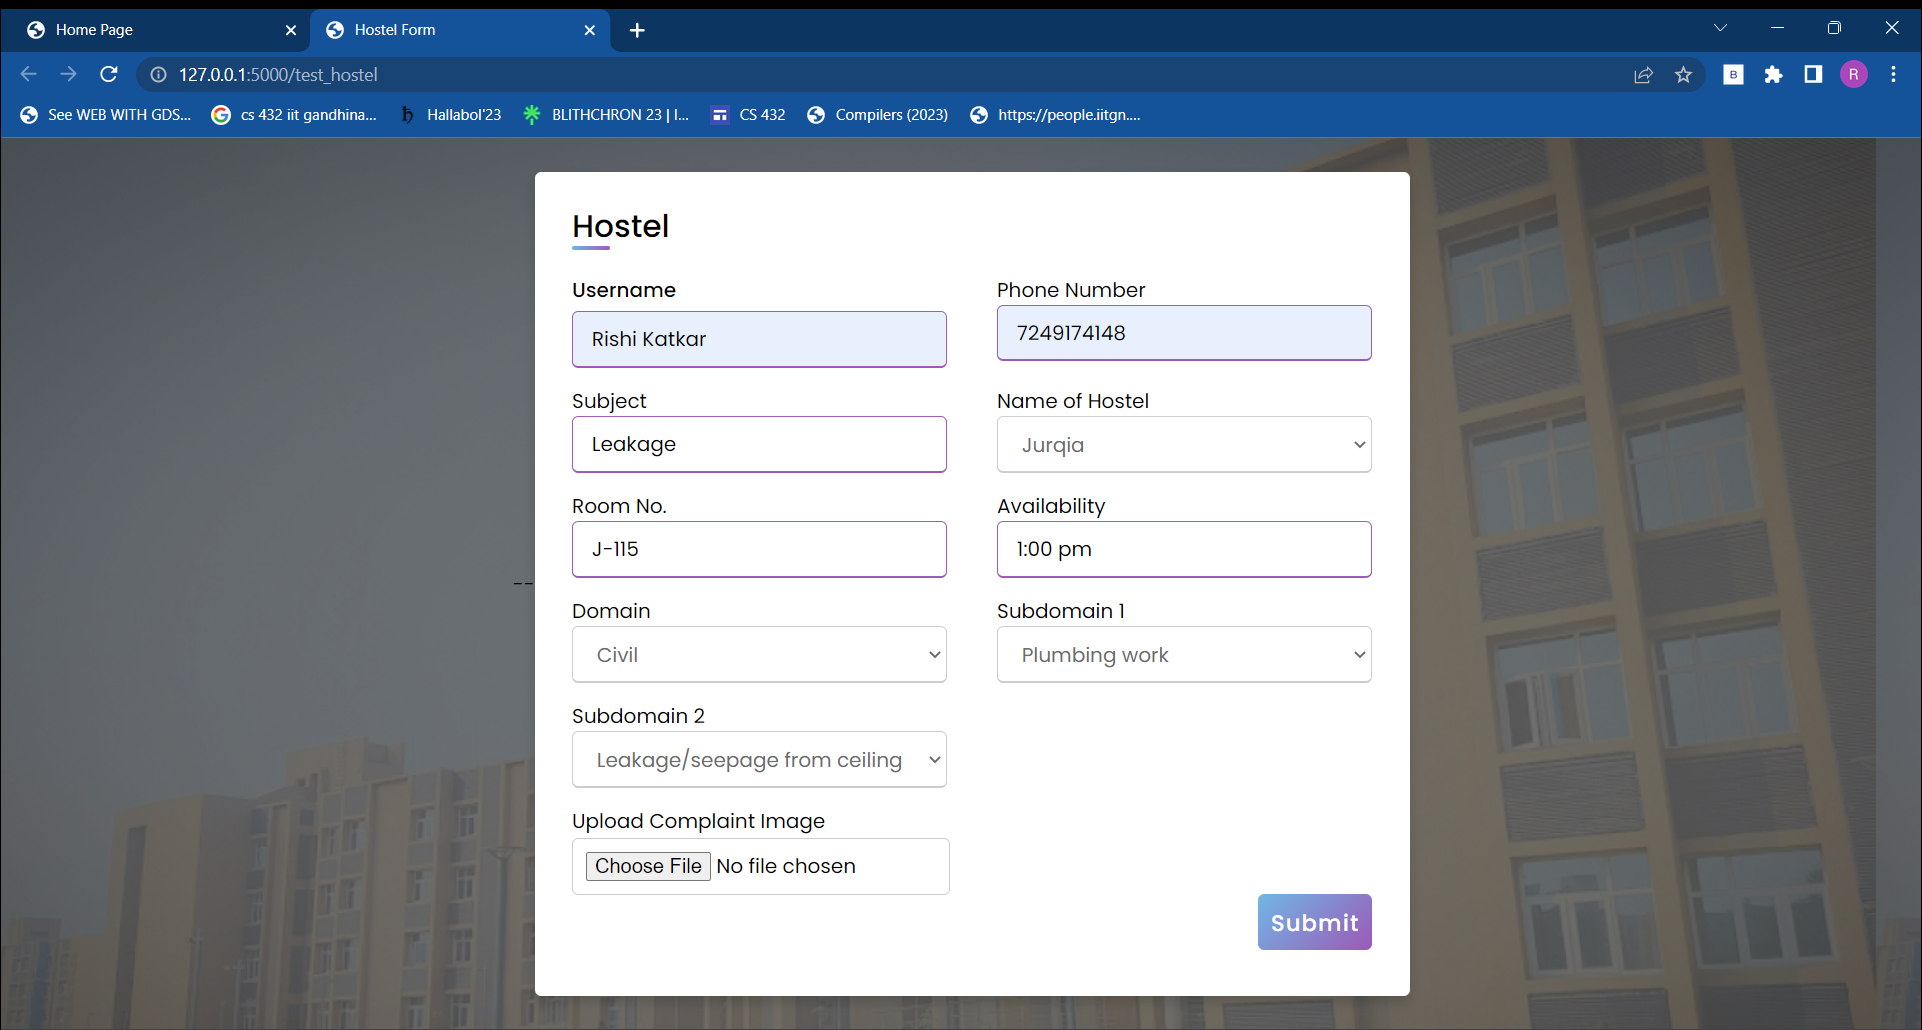 Home Page
Hostel Form
127.0.0.1:5000/test_hostel
B
R
See WEB WITH GDS...
cs 432 iit gandhina...
Hallabol'23
BLITHCHRON 23 | I...
CS 432
Compilers (2023)
https://people.iitgn....
Hostel
Username
Phone Number
Rishi Katkar
7249174148
Subject
Name of Hostel
Leakage
Jurqia
Room No.
Availability
J-115
1:00 pm
--
Domain
Subdomain 1
Civil
Plumbing work
Subdomain 2
Leakage/seepage from ceiling
Upload Complaint Image
Choose File No file chosen
Submit